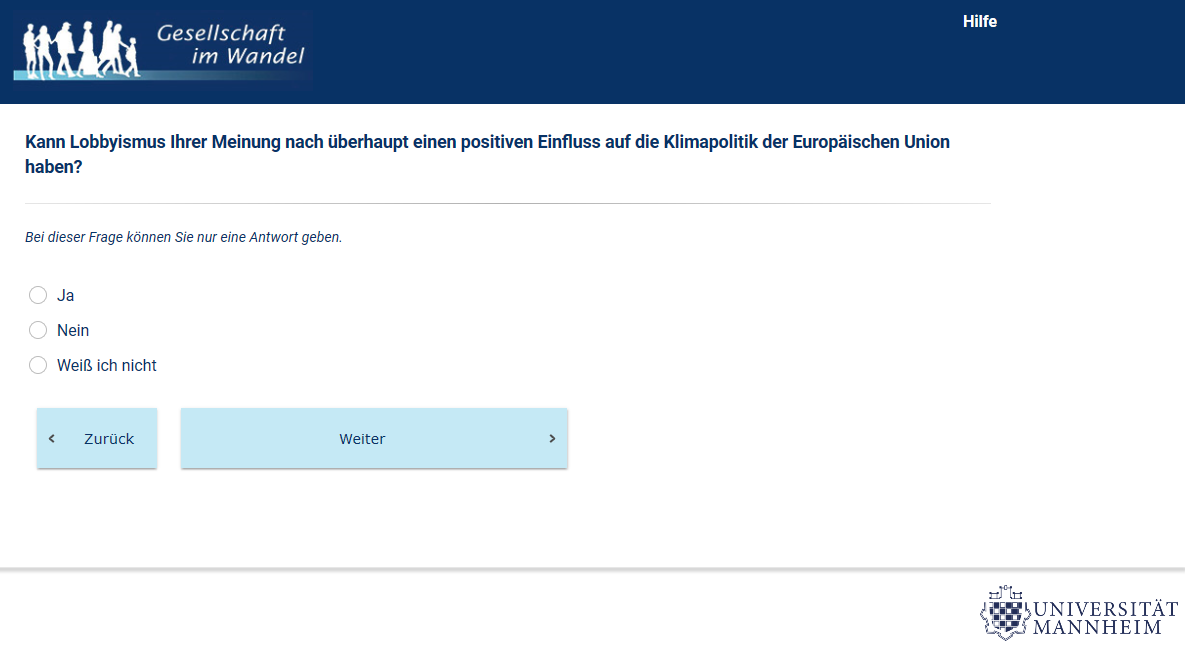 Gesellschaft
im Wandel
Hilfe
Kann Lobbyismus Ihrer Meinung nach überhaupt einen positiven Einfluss auf die Klimapolitik der Europäischen Union
haben?
Bei dieser Frage können Sie nur eine Antwort geben.
Ja
Nein
Weiß ich nicht
Zurück
Weiter
UNIVERSITÄT
MANNHEIM